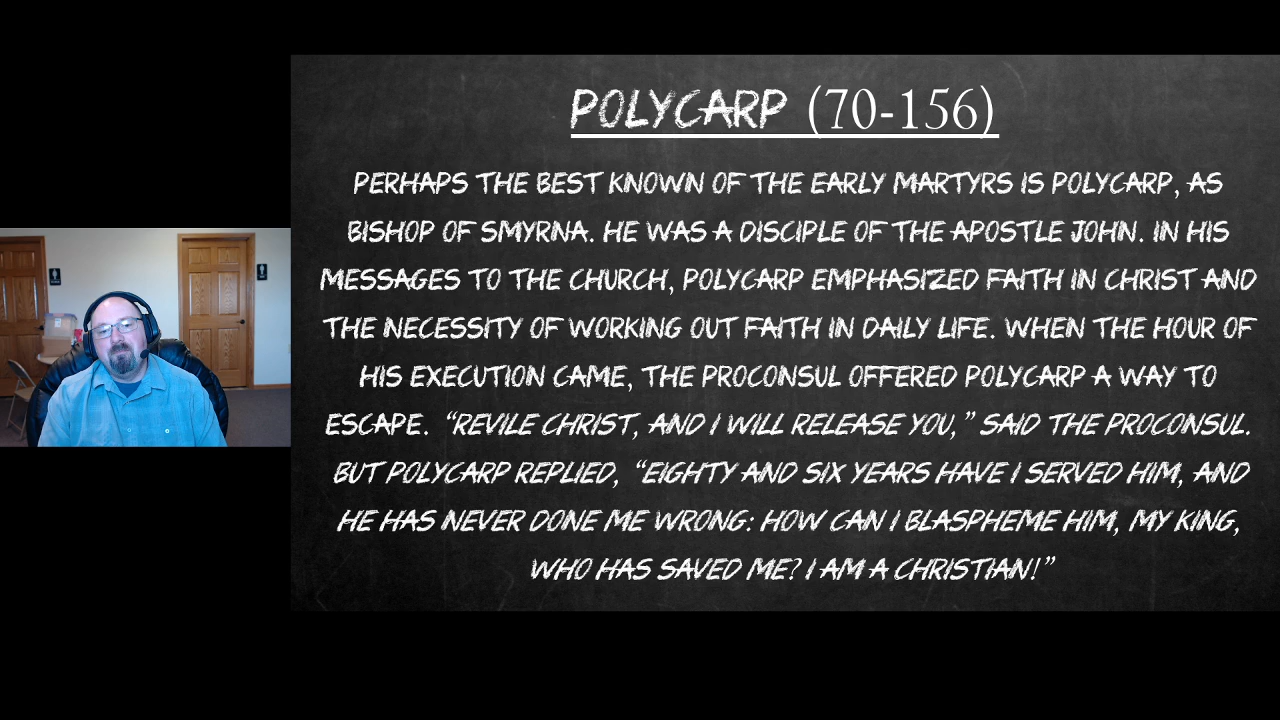 POLYCARP (70-156)
PERHAPS THE BEST KNOWN OF THE EARLY MARTYRS IS POLYCARP, AS
BISHOP OF SMYRNA. HE WAS A DISCIPLE OF THE APOSTLE JOHN. IN HIS
MESSAGES TO THE CHURCH, POLYCARP EMPHASIZED FAITH IN CHRIST AND
THE NECESSITY OF WORKING OUT FAITH IN DAILY LIFE. WHEN THE HOUR OF
HIS EXECUTION CAME, THE PROCONSUL OFFERED POLYCARP A WAY TO
ESCAPE. “REVILE CHRIST, AND I WILL RELEASE YOU,” SAID THE PROCONSUL.
BUT POLYCARP REPLIED, “EIGHTY AND SIX YEARS HAVE I SERVED HIM, AND
HE HAS NEVER DONE ME WRONG: HOW CAN I BLASPHEME HIM, MY KING,
WHO HAS SAVED ME? I AM A CHRISTIAN!”